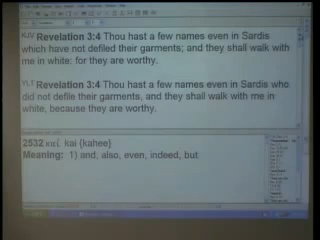 KJV Revelation 3:4 Thou hast a few names even in Sardis
which have not defiled their garments; and they shall walk
with me in white: for they are worthy.
YLT Revelation 3:4 Thou hast a few names even in Sardis who
did not defile their garments, and they shall walk with me in
white, because they are worthy.
2532 καί kai {kahee}
Meaning: 1) and, also, even, indeed, but